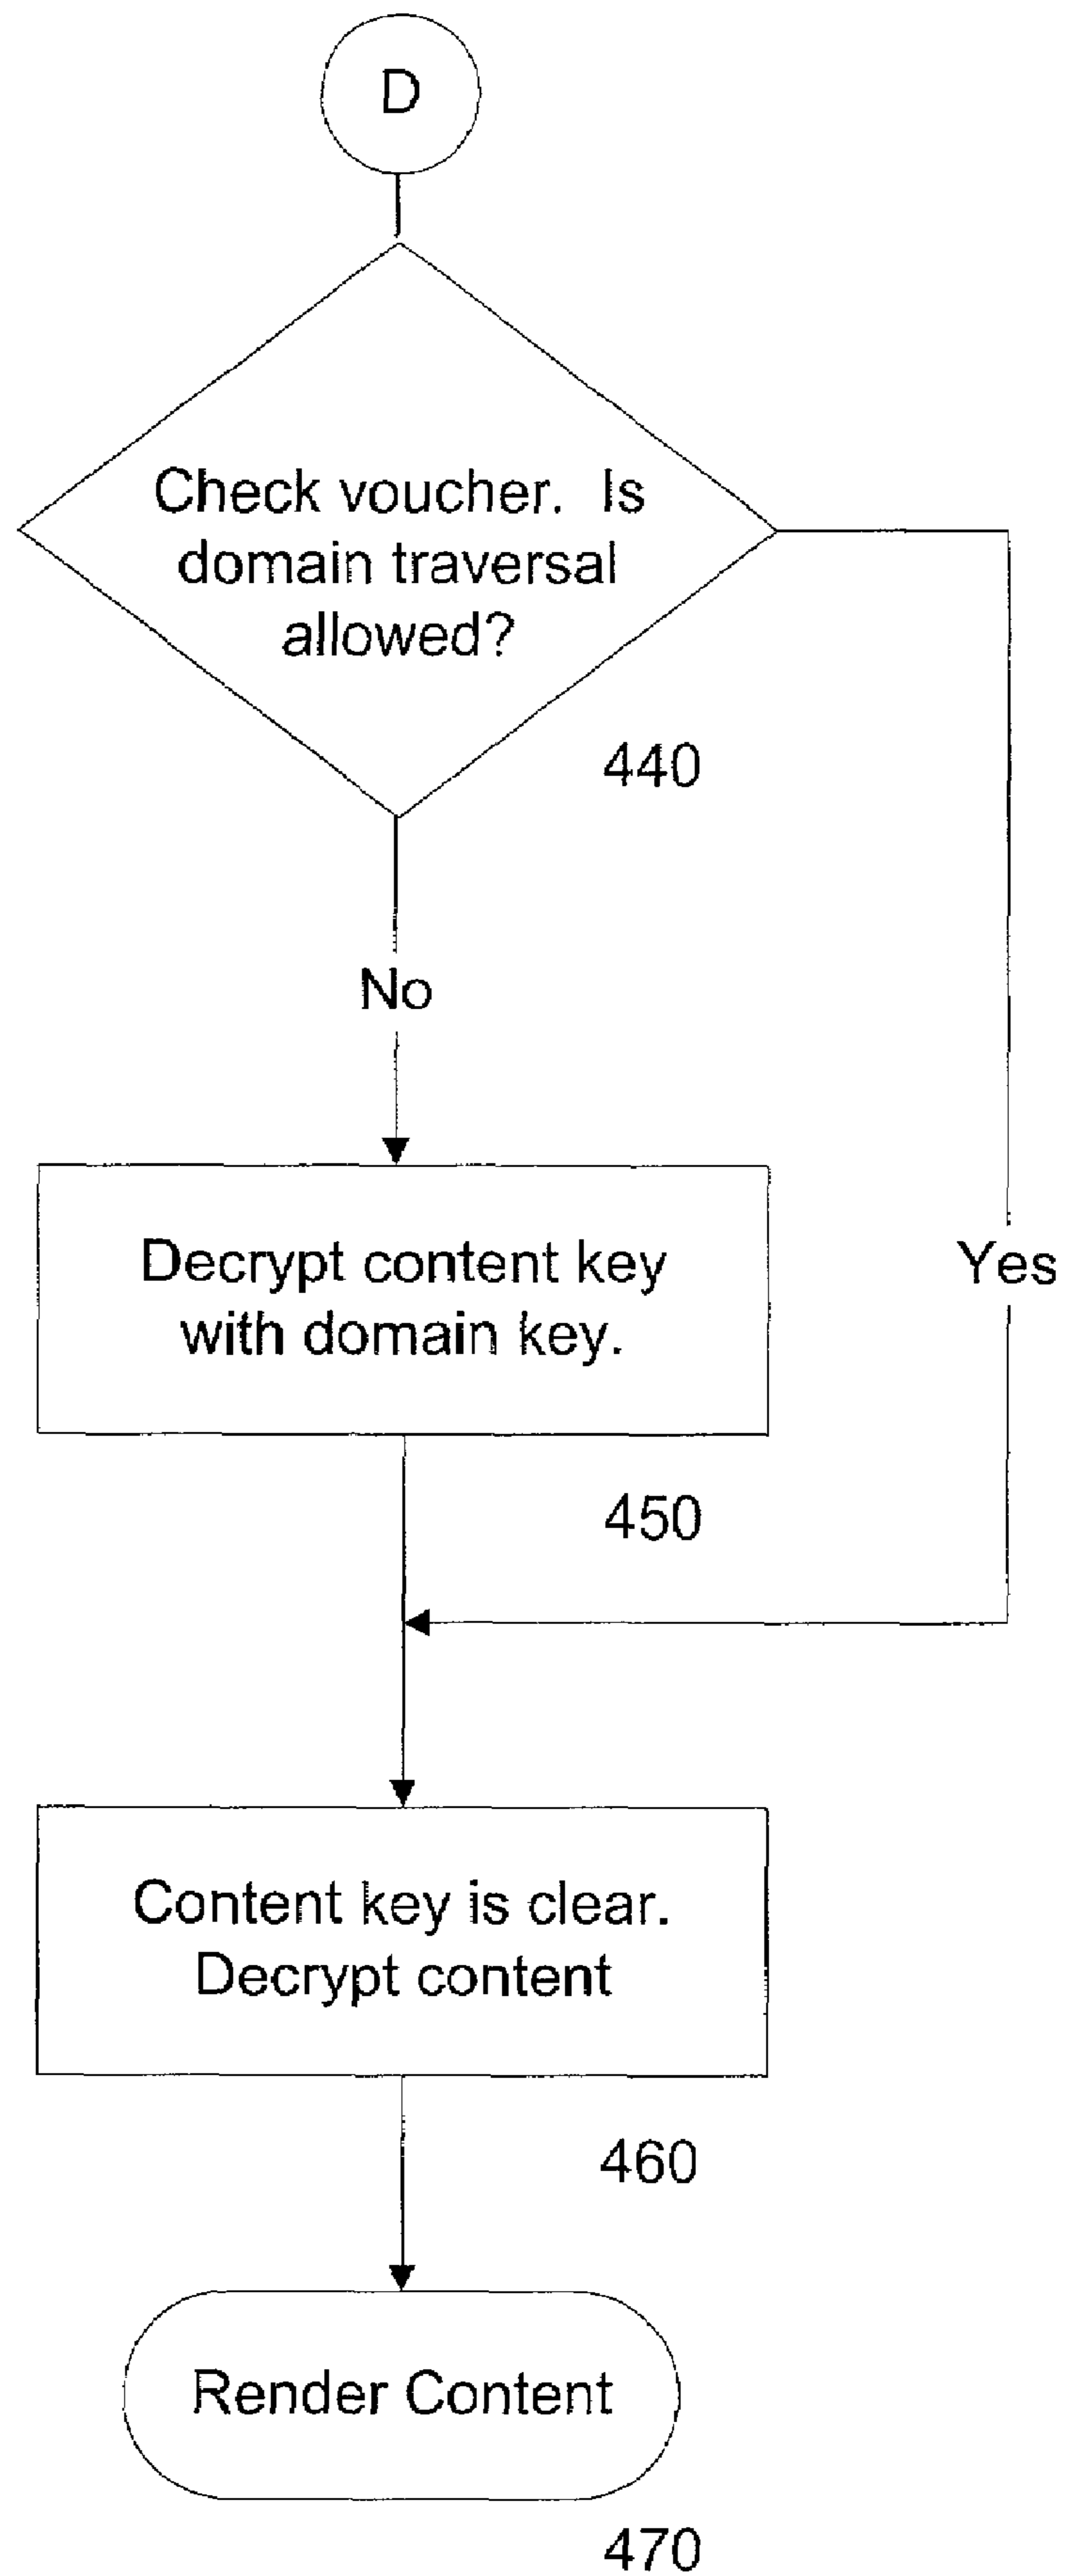 D
Check voucher.  Is
domain traversal
allowed?
440
No
Decrypt content key
with domain key.
Yes
450
Content key is clear.
Decrypt content
460
Render Content
470